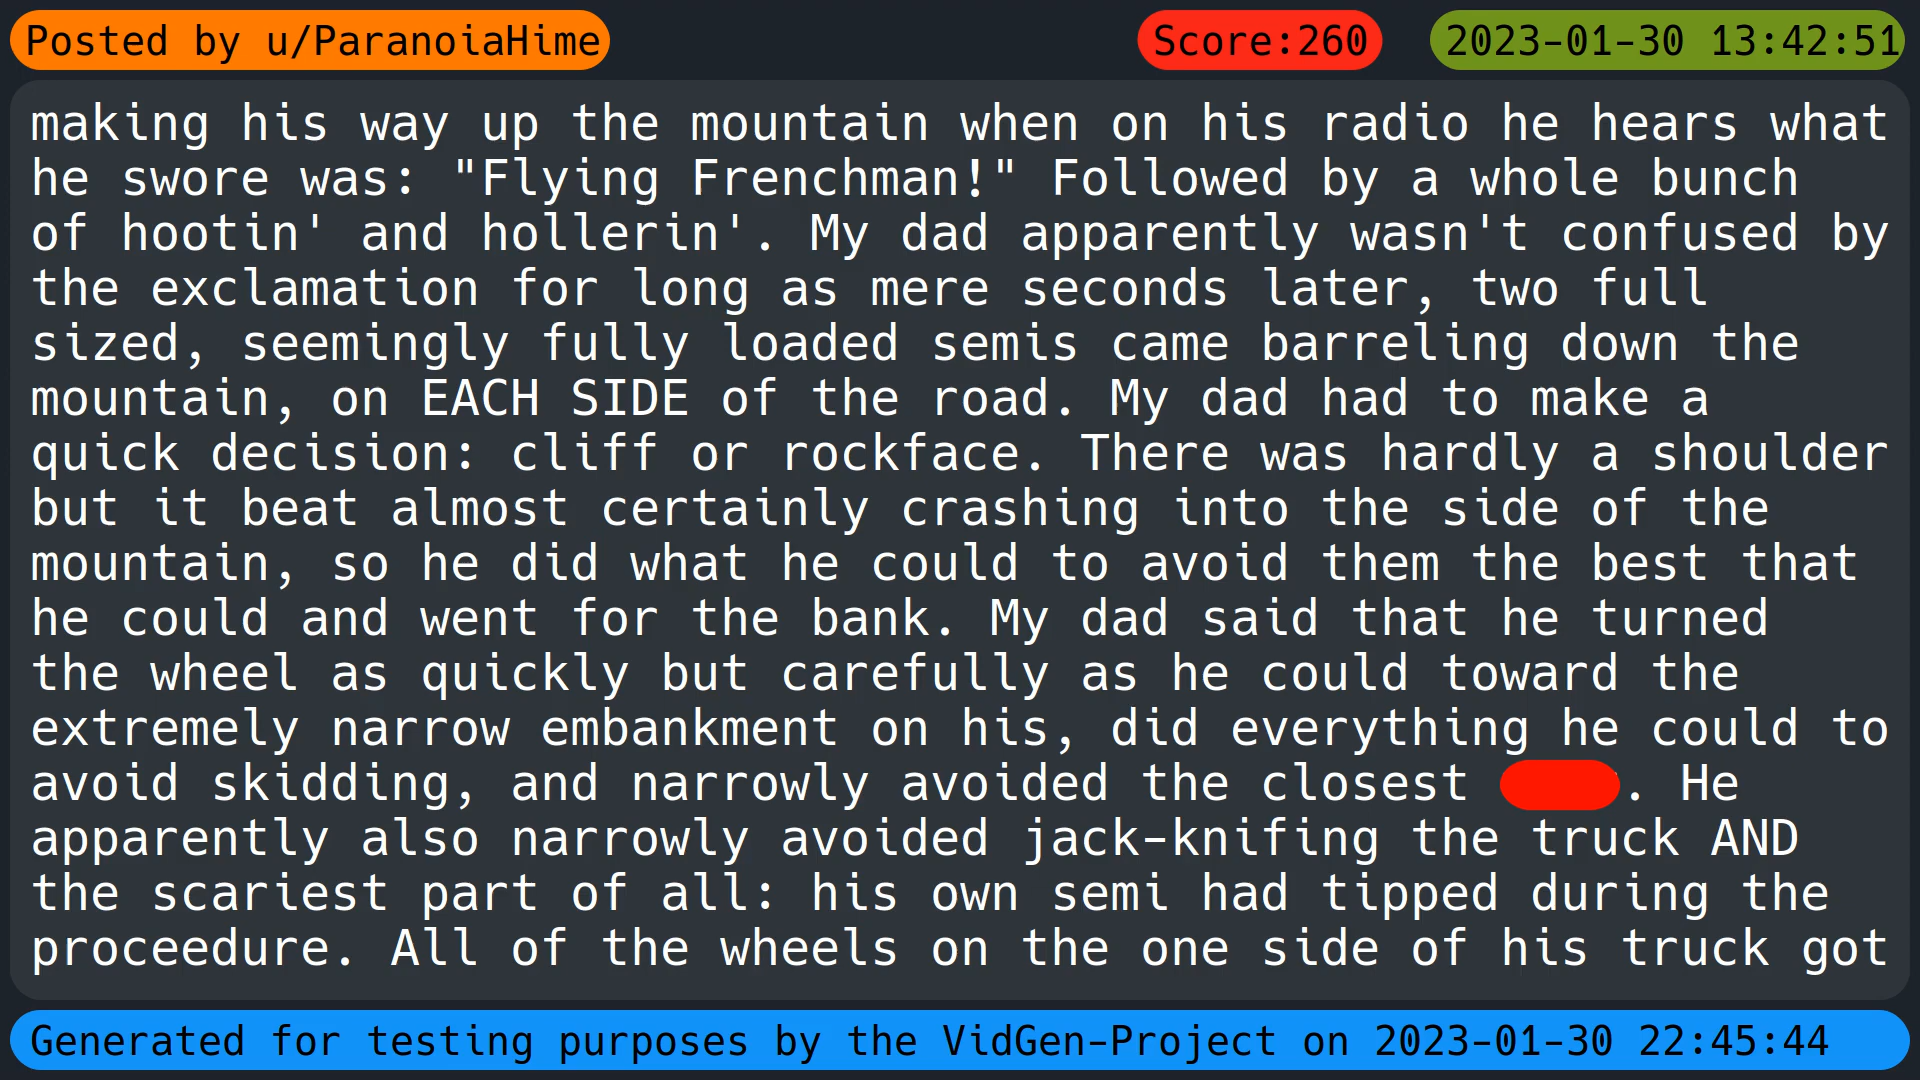 Posted by u/ParanoiaHime
Score:260
2023-01-30 13:42:51
making his way up the mountain when on his radio he hears what
he swore was: "Flying Frenchman!" Followed by a whole bunch
of hootin' and hollerin'. My dad apparently wasn't confused by
the exclamation for long as mere seconds later, two full
sized, seemingly fully loaded semis came barreling down the
mountain, on EACH SIDE of the road. My dad had to make a
quick decision: cliff or rockface. There was hardly a shoulder
but it beat almost certainly crashing into the side of the
mountain, so he did what he could to avoid them the best that
he could and went for the bank. My dad said that he turned
the wheel as quickly but carefully as he could toward the
extremely narrow embankment on his, did everything he could to
avoid skidding, and narrowly avoided the closest . He
apparently also narrowly avoided jack-knifing the truck AND
the scariest part of all: his own semi had tipped during the
proceedure. All of the wheels on the one side of his truck got
Generated for testing purposes by the VidGen-Project on 2023-01-30 22:45:44